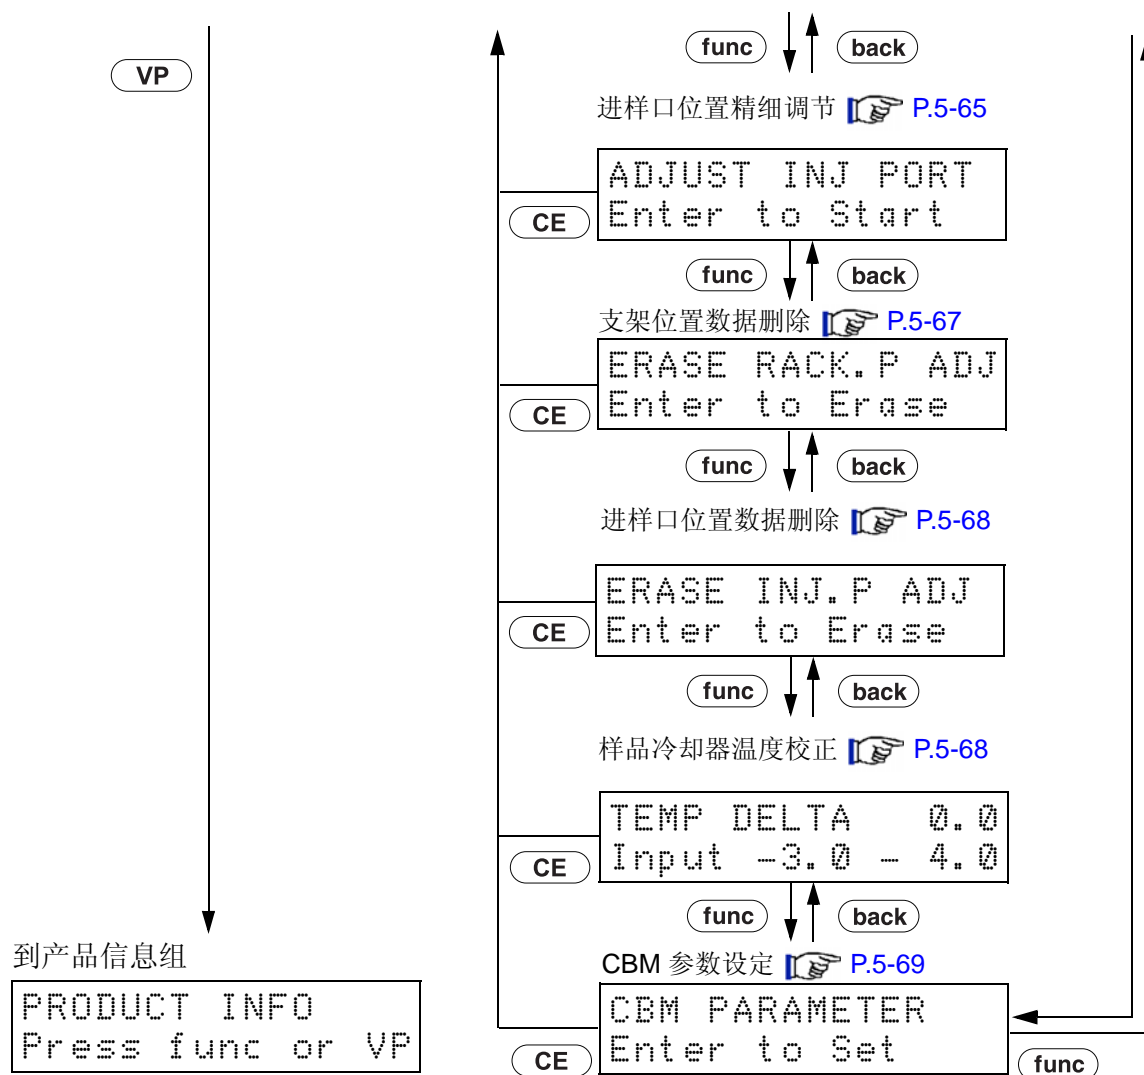 VP
func back
进样口位置精细调节 P.5-65
ADJUST INJ PORT
Enter to Start
CE
func back
支架位置数据删除 P.5-67
ERASE RACK.P ADJ
Enter to Erase
CE
func back
进样口位置数据删除 P.5-68
ERASE INJ.P ADJ
Enter to Erase
CE
func back
样品冷却器温度校正 P.5-68
TEMP DELTA 0.0
Input -3.0 - 4.0
CE
func back
到产品信息组
PRODUCT INFO
Press func or VP
CBM 参数设定 P.5-69
CBM PARAMETER
Enter to Set
CE
func